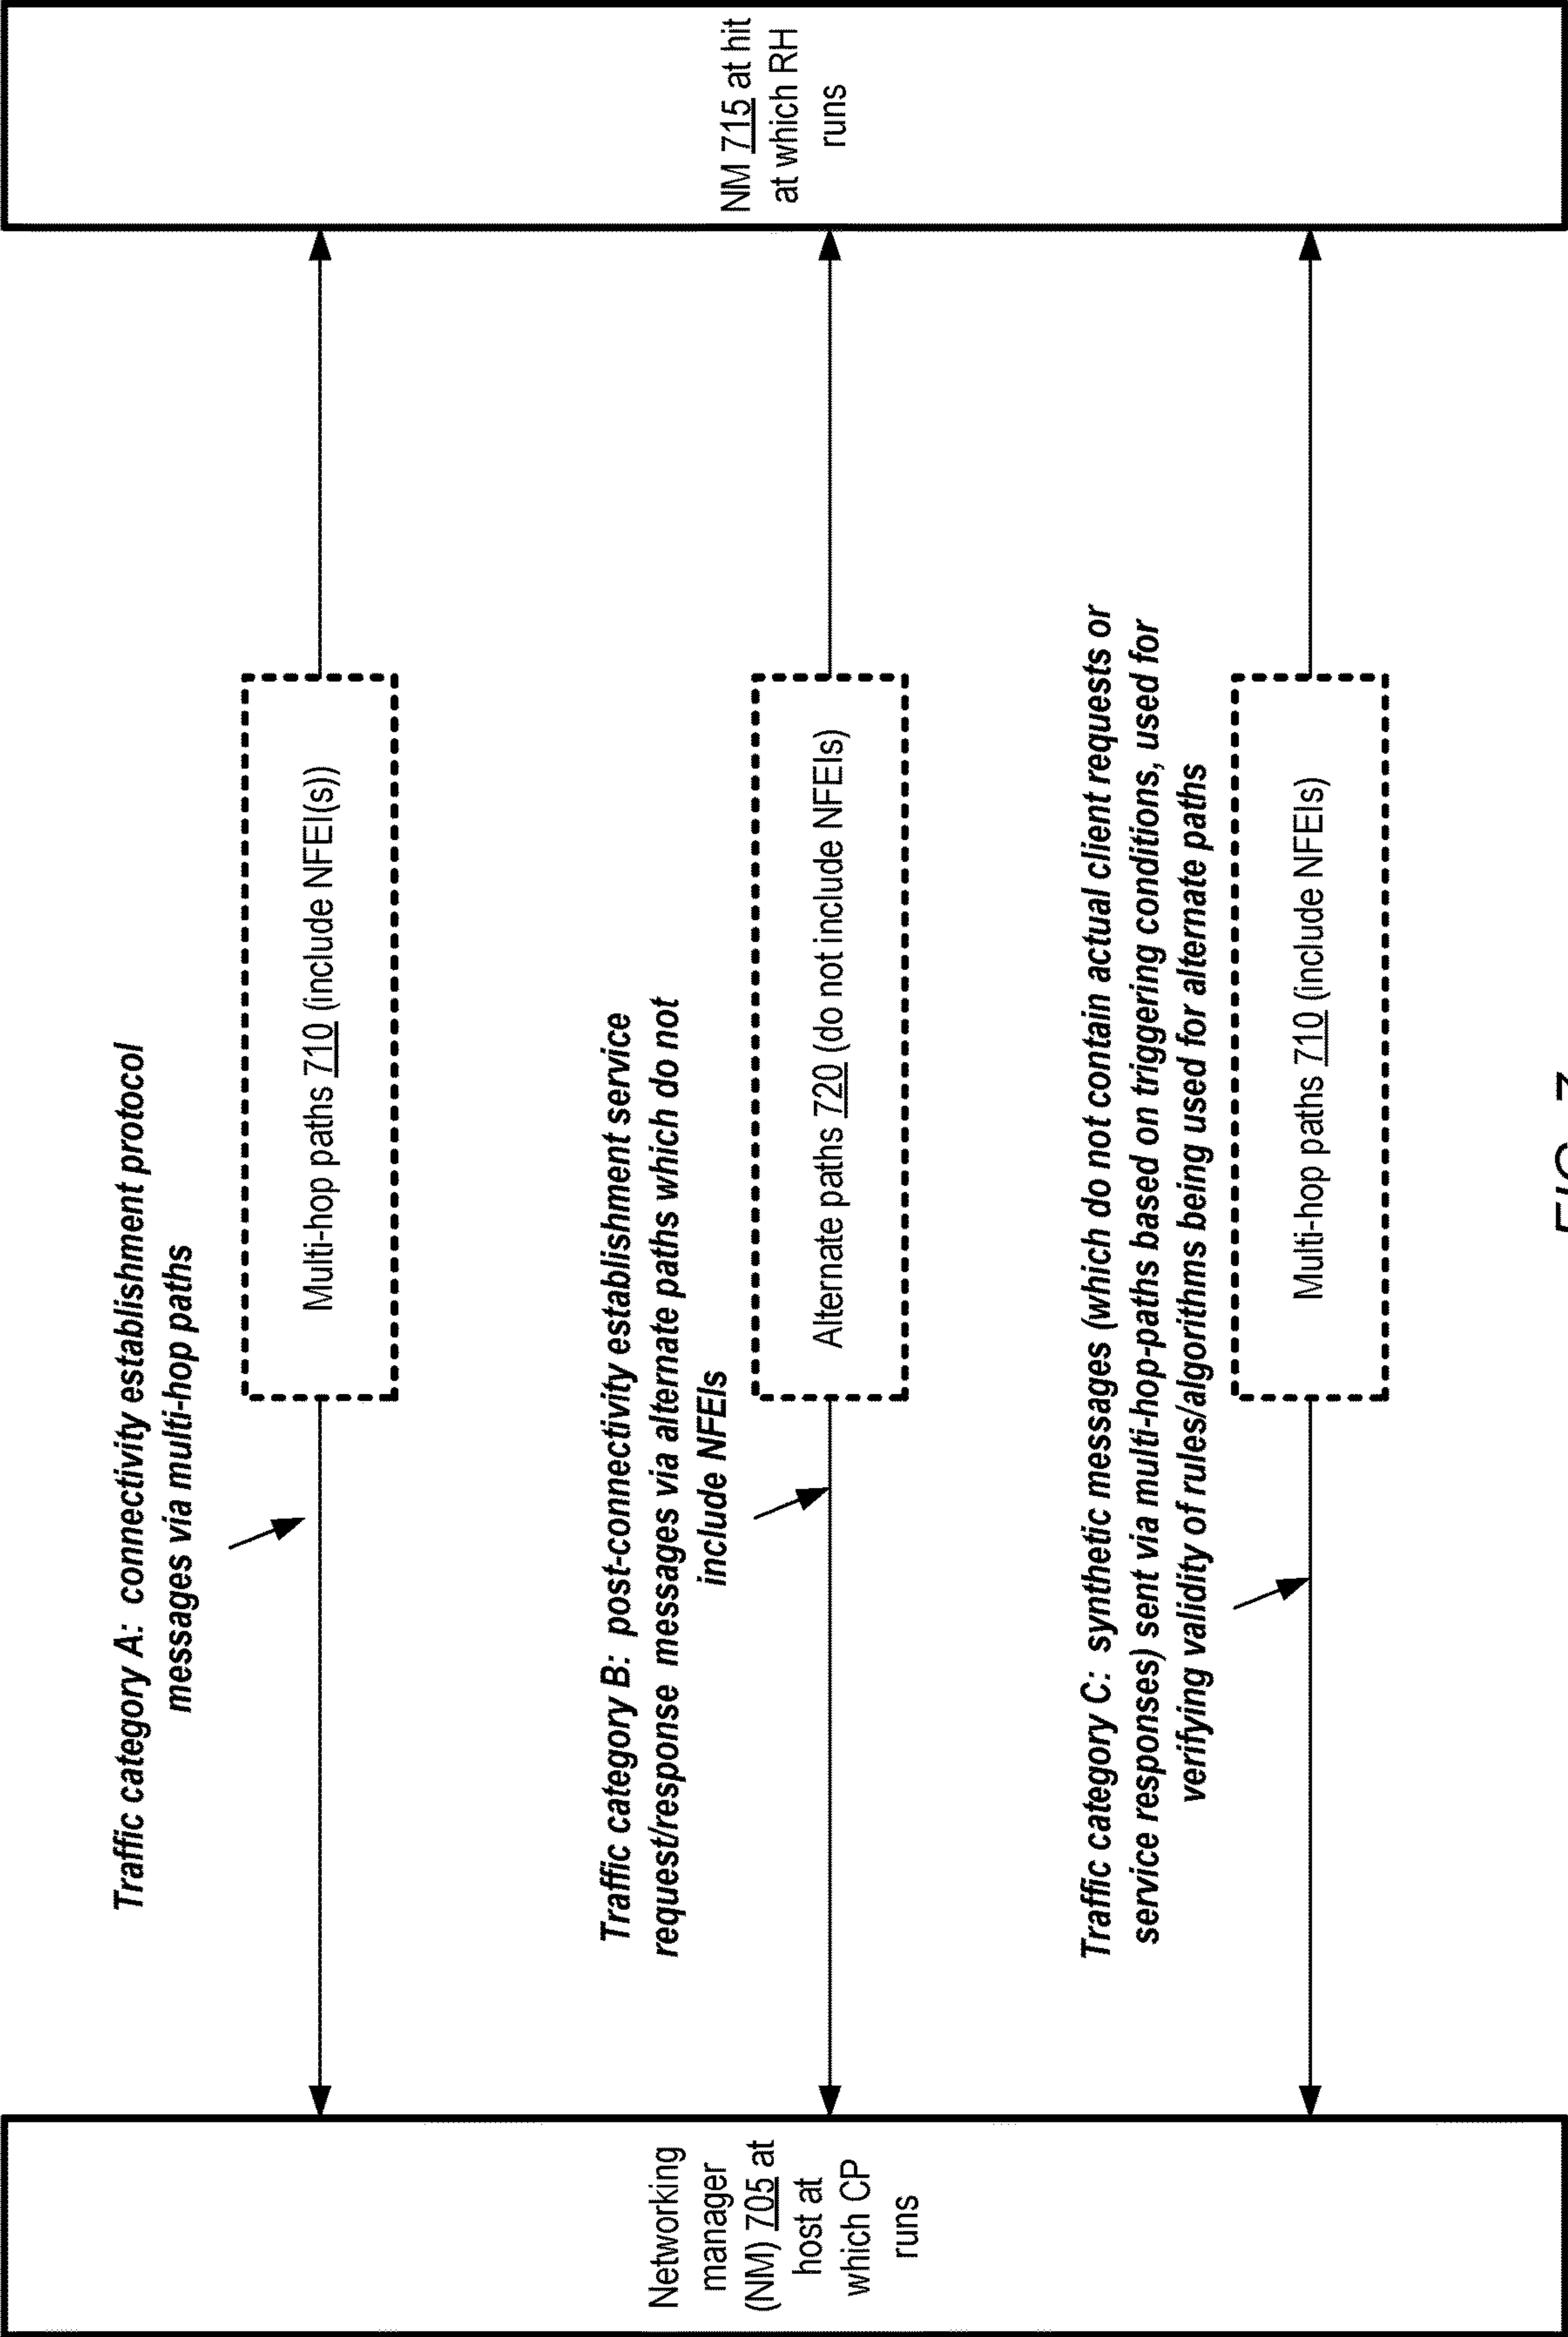 Traffic category A:  connectivity establishment protocol
messages via multi-hop paths
Multi-hop paths 710 (include NFEI(s))
Traffic category B:  post-connectivity establishment service
request/response  messages via alternate paths which do not
include NFEIs
Alternate paths 720 (do not include NFEIs)
Traffic category C:  synthetic messages (which do not contain actual client requests or
service responses) sent via multi-hop-paths based on triggering conditions, used for
verifying validity of rules/algorithms being used for alternate paths
Multi-hop paths 710 (include NFEIs)
Networking
manager
(NM) 705 at
host at
which CP
runs
NM 715 at hit
at which RH
runs
FIG. 7